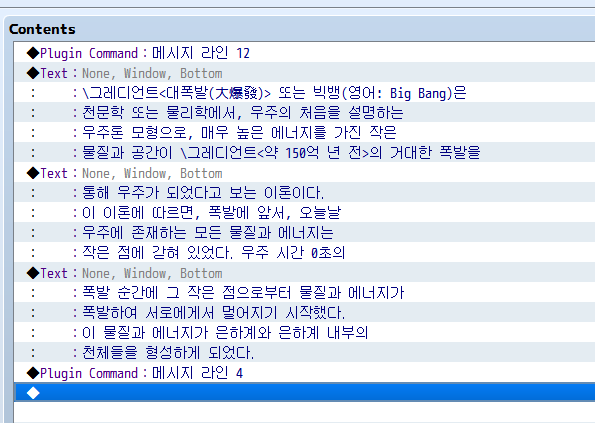 Contents
◆Plugin Command：메시지 라인 12
◆Text：None, Window, Bottom
：　：\그레디언트<대폭발(大爆發)> 또는 빅뱅(영어: Big Bang)은
：　：천문학 또는 물리학에서, 우주의 처음을 설명하는
：　：우주론 모형으로, 매우 높은 에너지를 가진 작은
：　：물질과 공간이 \그레디언트<약 150억 년 전>의 거대한 폭발을
◆Text：None, Window, Bottom
：　：통해 우주가 되었다고 보는 이론이다.
：　：이 이론에 따르면, 폭발에 앞서, 오늘날
：　：우주에 존재하는 모든 물질과 에너지는
：　：작은 점에 갇혀 있었다. 우주 시간 0초의
◆Text：None, Window, Bottom
：　：폭발 순간에 그 작은 점으로부터 물질과 에너지가
：　：폭발하여 서로에게서 멀어지기 시작했다.
：　：이 물질과 에너지가 은하계와 은하계 내부의
：　：천체들을 형성하게 되었다.
◆Plugin Command：메시지 라인 4
◆